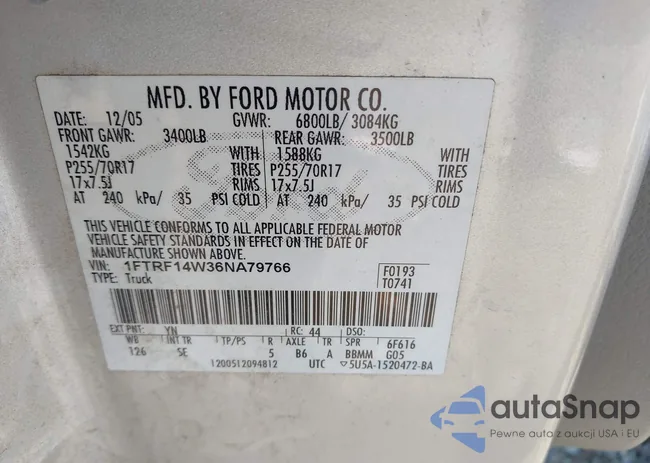 MFD. BY FORD MOTOR CO.
DATE: 12/05 GVWR: 6800LB/ 3084KG
FRONT GAWR: 3400LB REAR GAWR: 3500LB
1542KG WITH 1588KG WITH
P255/70R17 TIRES P255/70R17 TIRES
17x7.5J RIMS 17x7.5J RIMS
AT 240 kPa/ 35 PSI COLD AT 240 kPa/ 35 PSI COLD
THIS VEHICLE CONFORMS TO ALL APPLICABLE FEDERAL MOTOR
VEHICLE SAFETY STANDARDS IN EFFECT ON THE DATE OF
MANUFACTURE SHOWN ABOVE.
VIN: 1FTRF14W36NA79766 F0193
TYPE: Truck T0741
EXT PNT: YN RC: 44 DSO:
WB INT TR TP/PS R AXLE TR SPR 6F616
126 SE 5 B6 A BBMM G05
1200512094812 UTC ▽5U5A-1520472-BA
Ford
autaSnap
Pewne auto z aukcji USA i EU